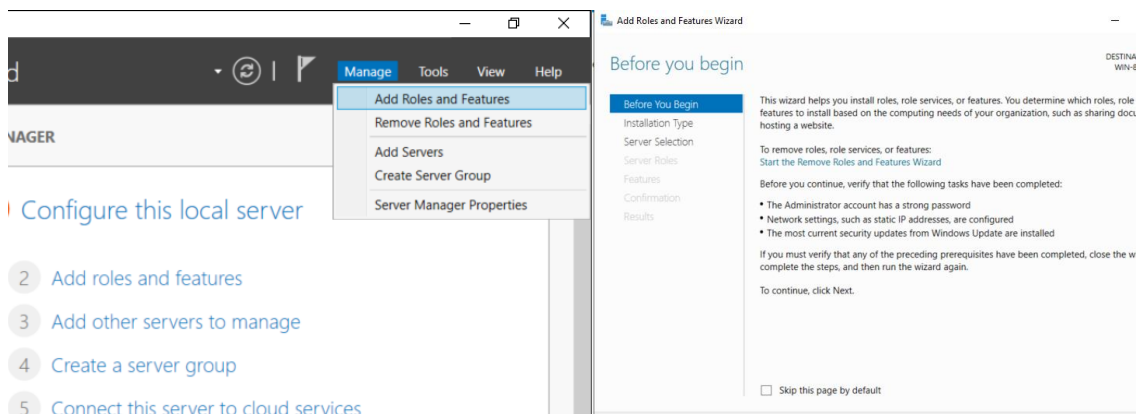 Manage Tools View Help
Add Roles and Features
Remove Roles and Features
Add Servers
Create Server Group
Server Manager Properties
NAGER
Configure this local server
2 Add roles and features
3 Add other servers to manage
4 Create a server group
5 Connect this server to cloud services
Add Roles and Features Wizard
Before you begin
DESTINA
WIN-E
Before You Begin
Installation Type
Server Selection
Server Roles
Features
Confirmation
Results
This wizard helps you install roles, role services, or features. You determine which roles, role
features to install based on the computing needs of your organization, such as sharing docu
hosting a website.
To remove roles, role services, or features:
Start the Remove Roles and Features Wizard
Before you continue, verify that the following tasks have been completed:
• The Administrator account has a strong password
• Network settings, such as static IP addresses, are configured
• The most current security updates from Windows Update are installed
If you must verify that any of the preceding prerequisites have been completed, close the w
complete the steps, and then run the wizard again.
To continue, click Next.
Skip this page by default